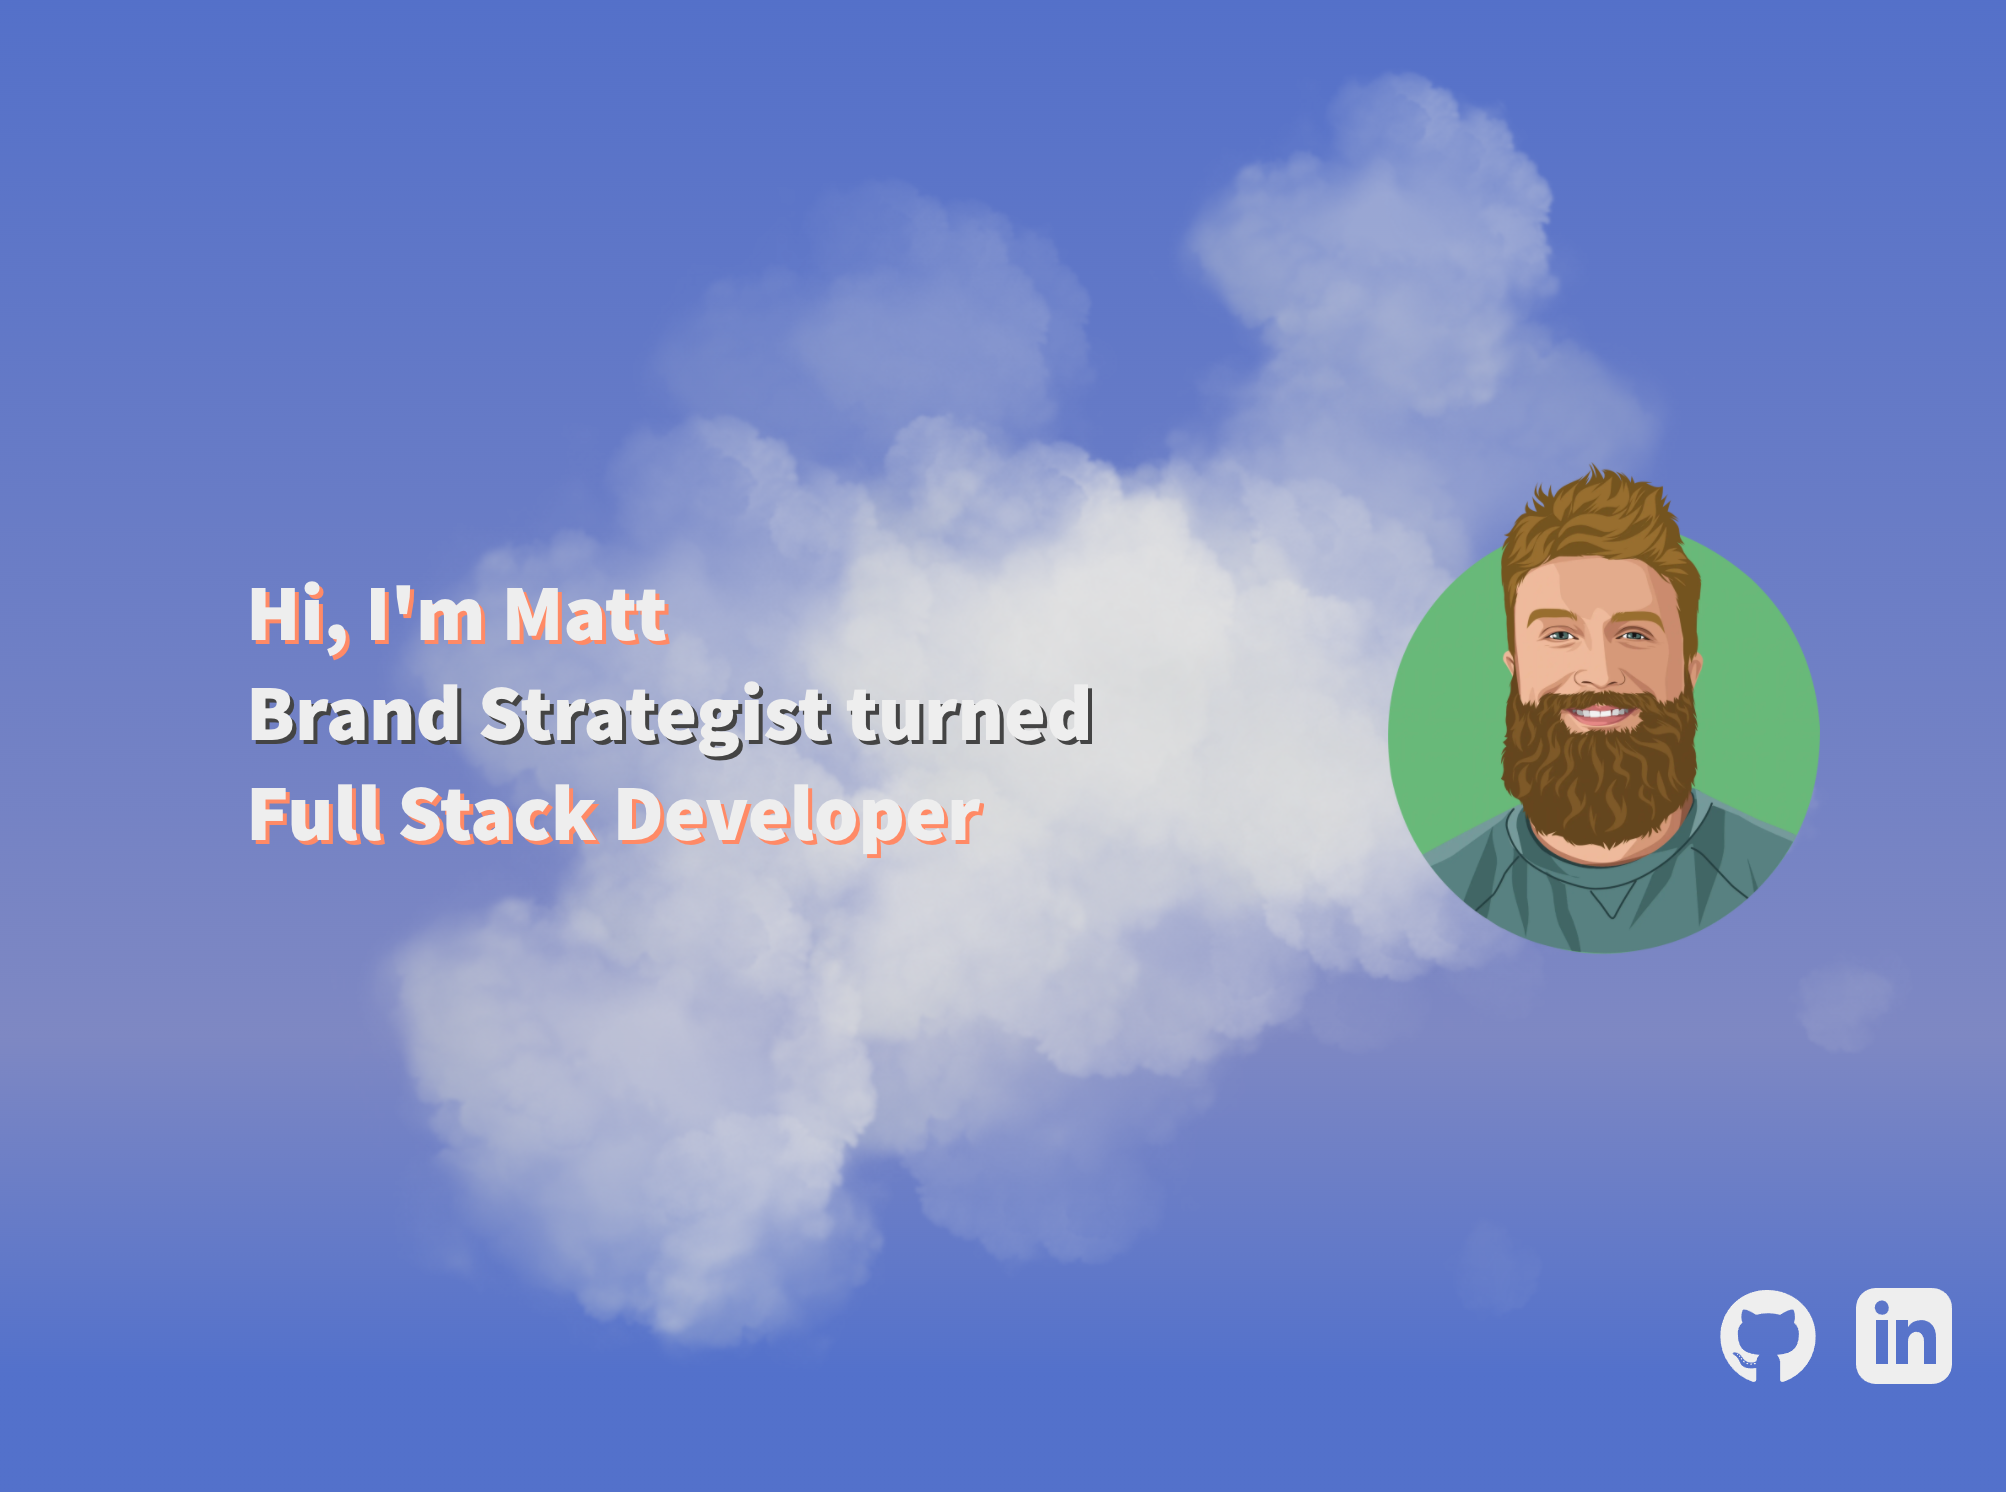 Hi, I'm Matt
Brand Strategist turned
Full Stack Developer
in